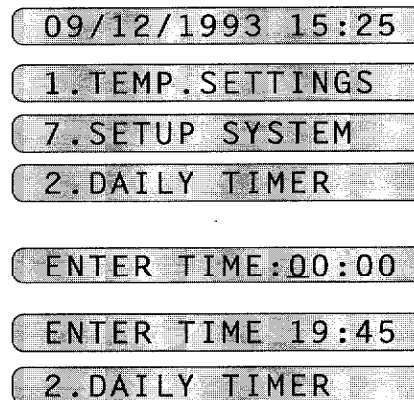 09/12/1993 15:25
1.TEMP.SETTINGS
7.SETUP SYSTEM
2.DAILY TIMER
ENTER TIME:00:00
ENTER TIME 19:45
2.DAILY TIMER